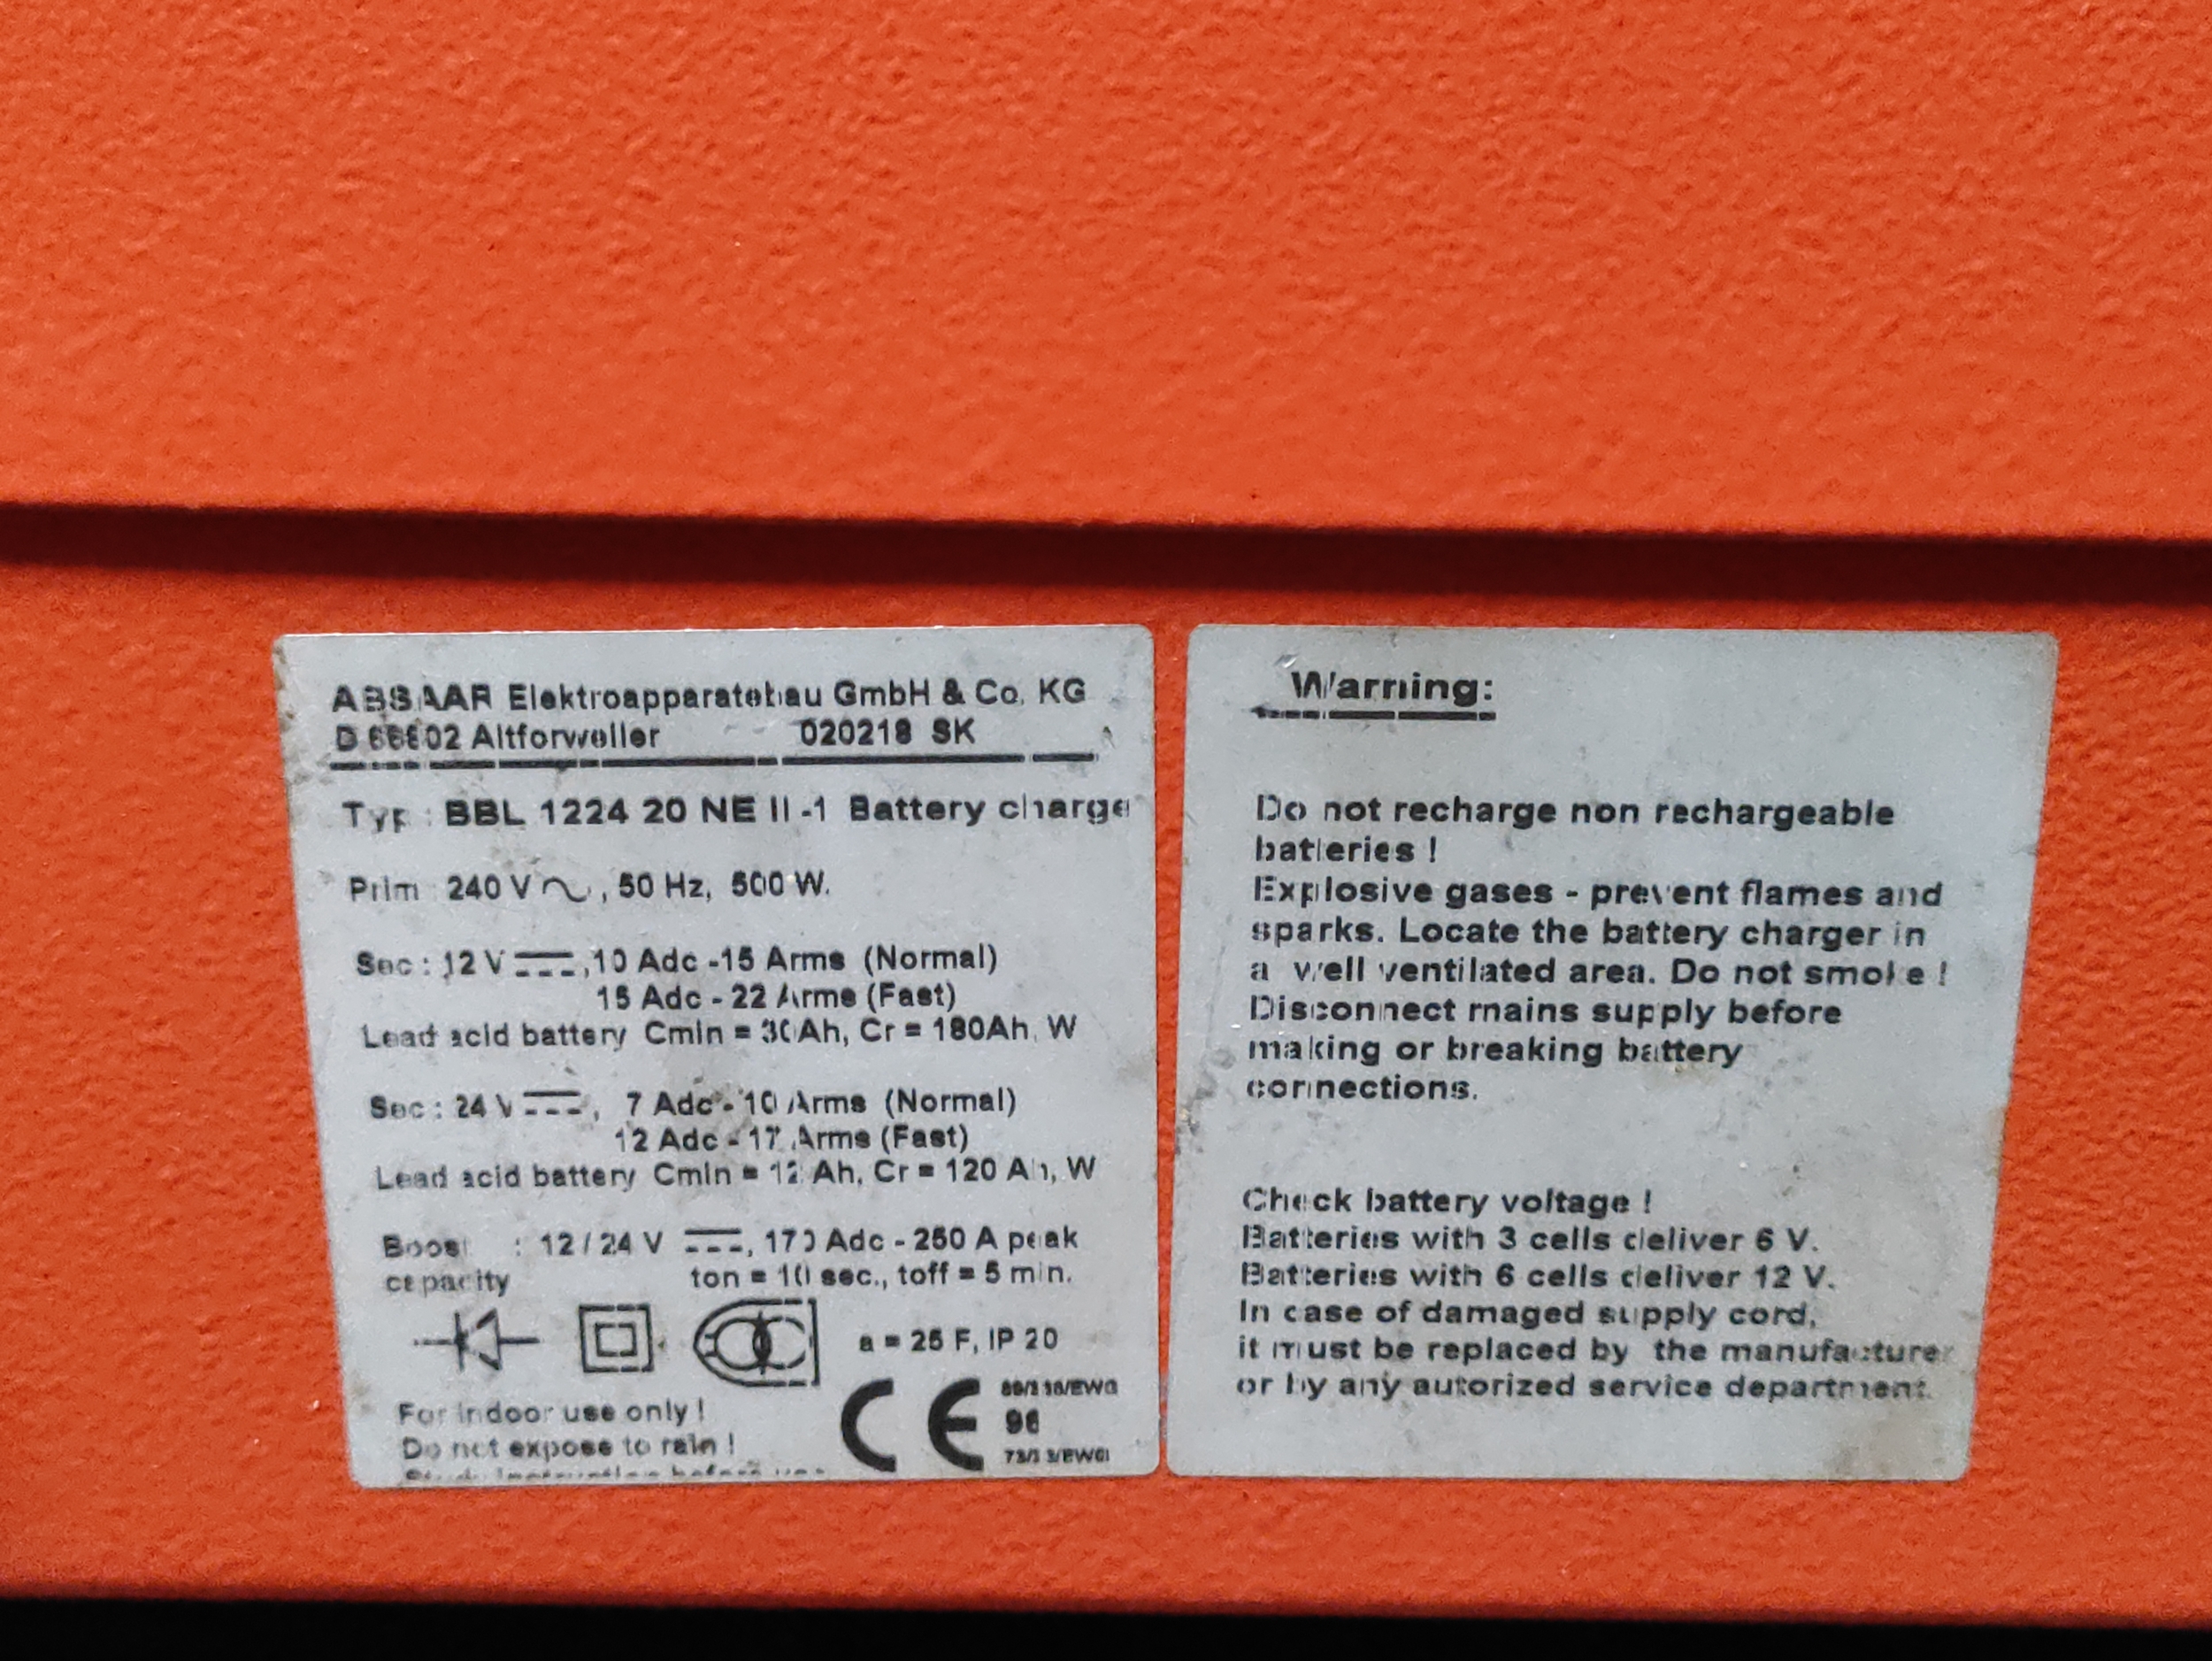 ABSAAR Elektroapparatebau GmbH & Co. KG
D 66802 Altforweiler 020218 SK
Typ : BBL 1224 20 NE II -1 Battery charge
Prim : 240 V ~, 50 Hz, 500 W.
Sec : 12 V ⎓, 10 Adc -15 Arms (Normal)
15 Adc - 22 Arms (Fast)
Lead acid battery Cmin = 30Ah, Cr = 180Ah, W
Sec : 24 V ⎓, 7 Adc - 10 Arms (Normal)
12 Adc - 17 Arms (Fast)
Lead acid battery Cmin = 12 Ah, Cr = 120 Ah, W
Boost : 12 / 24 V ⎓, 170 Adc - 250 A peak
capacity ton = 10 sec., toff = 5 min.
a = 25 F, IP 20
For indoor use only !
Do not expose to rain !
CE
96
Warning:
Do not recharge non rechargeable
batteries !
Explosive gases - prevent flames and
sparks. Locate the battery charger in
a well ventilated area. Do not smoke !
Disconnect mains supply before
making or breaking battery
connections.
Check battery voltage !
Batteries with 3 cells deliver 6 V.
Batteries with 6 cells deliver 12 V.
In case of damaged supply cord,
it must be replaced by the manufacturer
or by any autorized service department.